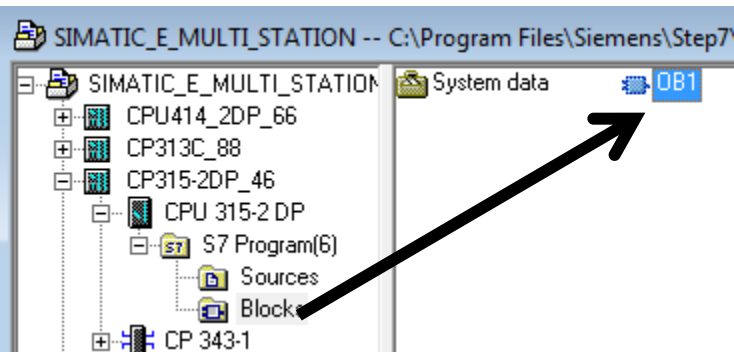 SIMATIC_E_MULTI_STATION -- C:\Program Files\Siemens\Step7\
SIMATIC_E_MULTI_STATION
System data
OB1
CPU414_2DP_66
CP313C_88
CP315-2DP_46
CPU 315-2 DP
S7 S7 Program(6)
Sources
Blocks
CP 343-1